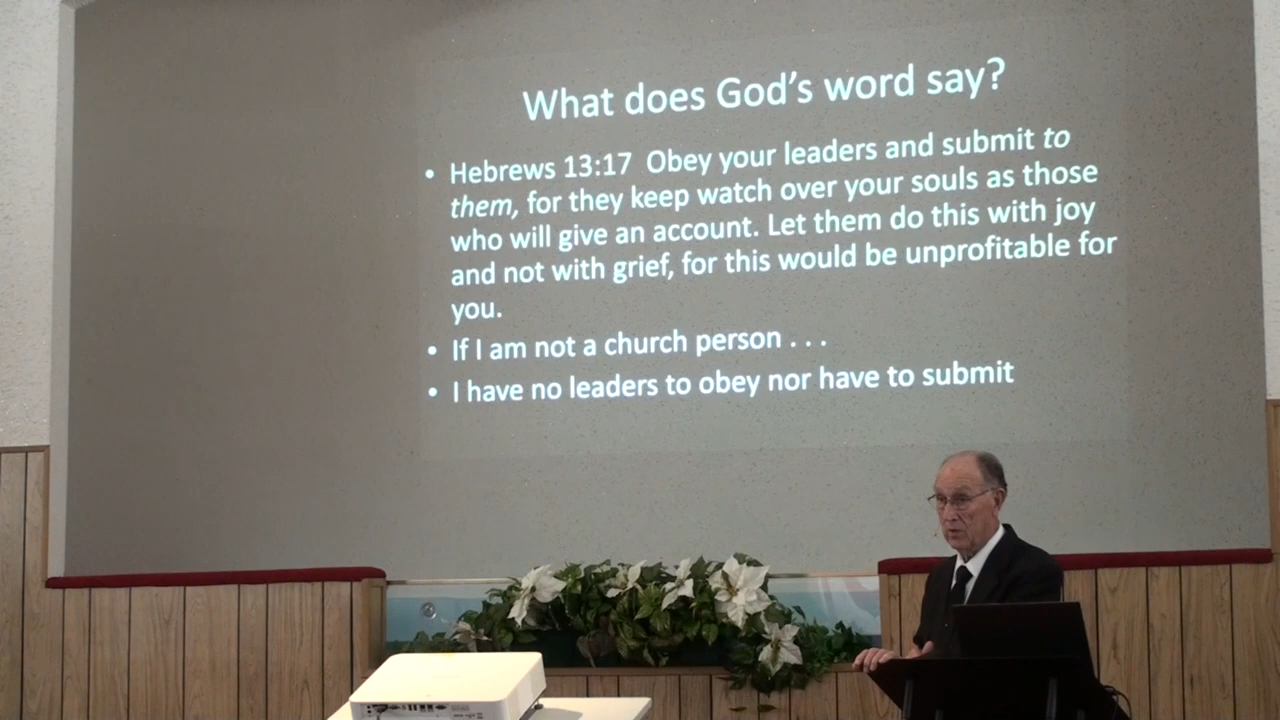 What does God's word say?
• Hebrews 13:17 Obey your leaders and submit to
them, for they keep watch over your souls as those
who will give an account. Let them do this with joy
and not with grief, for this would be unprofitable for
you.
• If I am not a church person . . .
• I have no leaders to obey nor have to submit